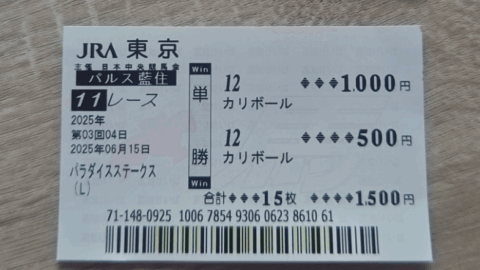 JRA 東京
主催 日本中央競馬会
パルス藍住
11レース
2025年
第03回04日
2025年06月15日
パラダイスステークス
(L)
Win
単勝
Win
12 ◆◆◆1,000円
カリボール
12 ◆◆◆◆500円
カリボール
合計 ◆◆◆15枚 ◆◆◆◆1,500円
71-148-0925 1006 7854 9306 0623 8610 61